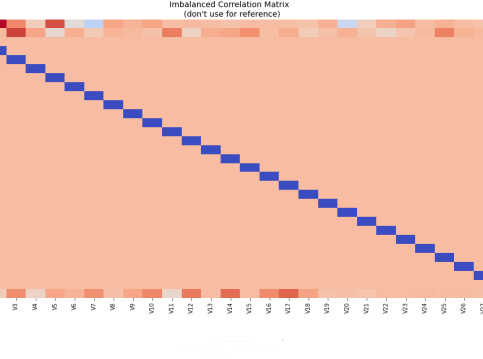 Imbalanced Correlation Matrix
(don't use for reference)
V3
V4
V5
V6
V7
V8
V9
V10
V11
V12
V13
V14
V15
V16
V17
V18
V19
V20
V21
V22
V23
V24
V25
V26